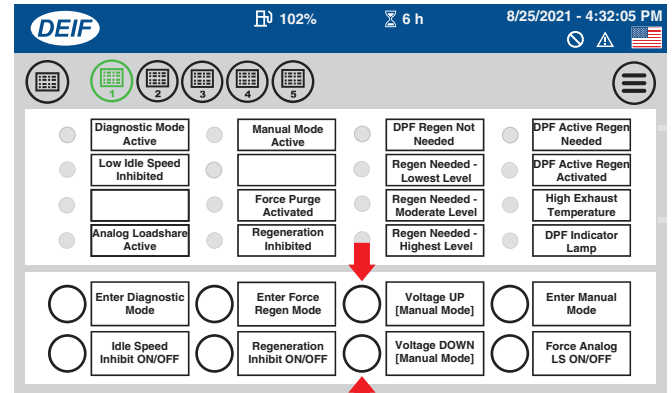 DEIF
102%
6 h
8/25/2021 - 4:32:05 PM
1
2
3
4
5
Diagnostic Mode
Active
Manual Mode
Active
DPF Regen Not
Needed
DPF Active Regen
Needed
Low Idle Speed
Inhibited
Regen Needed -
Lowest Level
DPF Active Regen
Activated
Force Purge
Activated
Regen Needed -
Moderate Level
High Exhaust
Temperature
Analog Loadshare
Active
Regeneration
Inhibited
Regen Needed -
Highest Level
DPF Indicator
Lamp
Enter Diagnostic
Mode
Enter Force
Regen Mode
Voltage UP
[Manual Mode]
Enter Manual
Mode
Idle Speed
Inhibit ON/OFF
Regeneration
Inhibit ON/OFF
Voltage DOWN
[Manual Mode]
Force Analog
LS ON/OFF